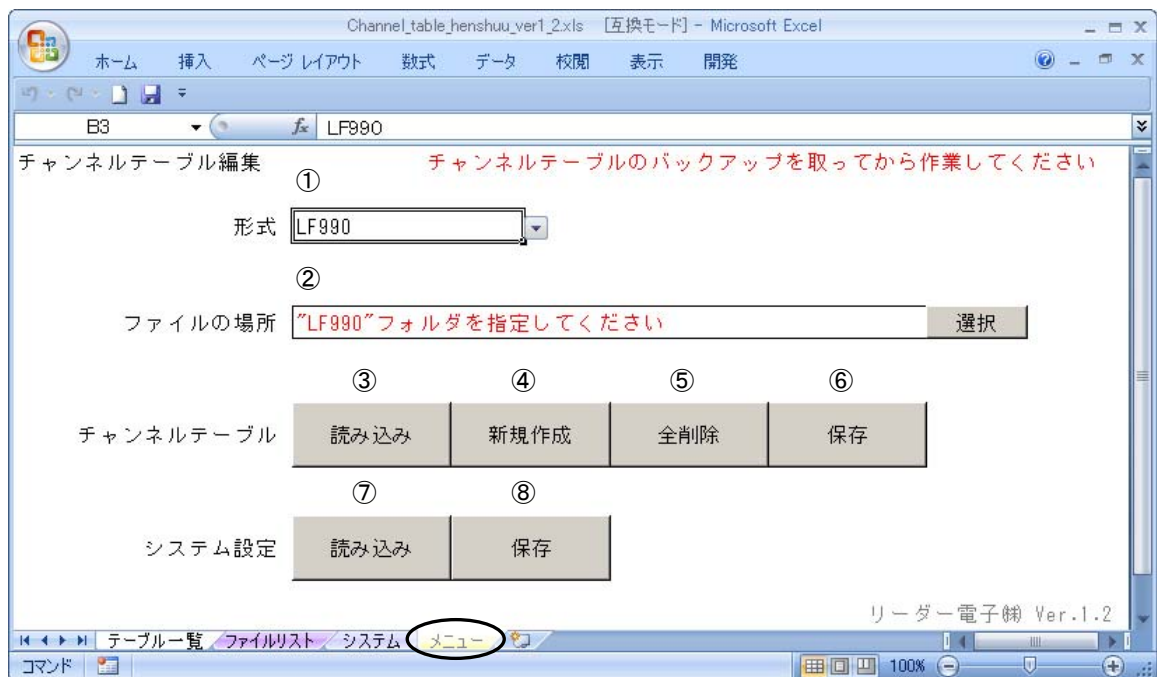 Channel_table_henshuu_ver1_2.xls [互換モード] - Microsoft Excel
ホーム 挿入 ページ レイアウト 数式 データ 校閲 表示 開発
B3 fx LF990
チャンネルテーブル編集 チャンネルテーブルのバックアップを取ってから作業してください
①
形式 LF990
②
ファイルの場所 "LF990"フォルダを指定してください 選択
③ ④ ⑤ ⑥
チャンネルテーブル 読み込み 新規作成 全削除 保存
⑦ ⑧
システム設定 読み込み 保存
リーダー電子㈱ Ver.1.2
テーブル一覧 ファイルリスト システム メニュー
コマンド 100%